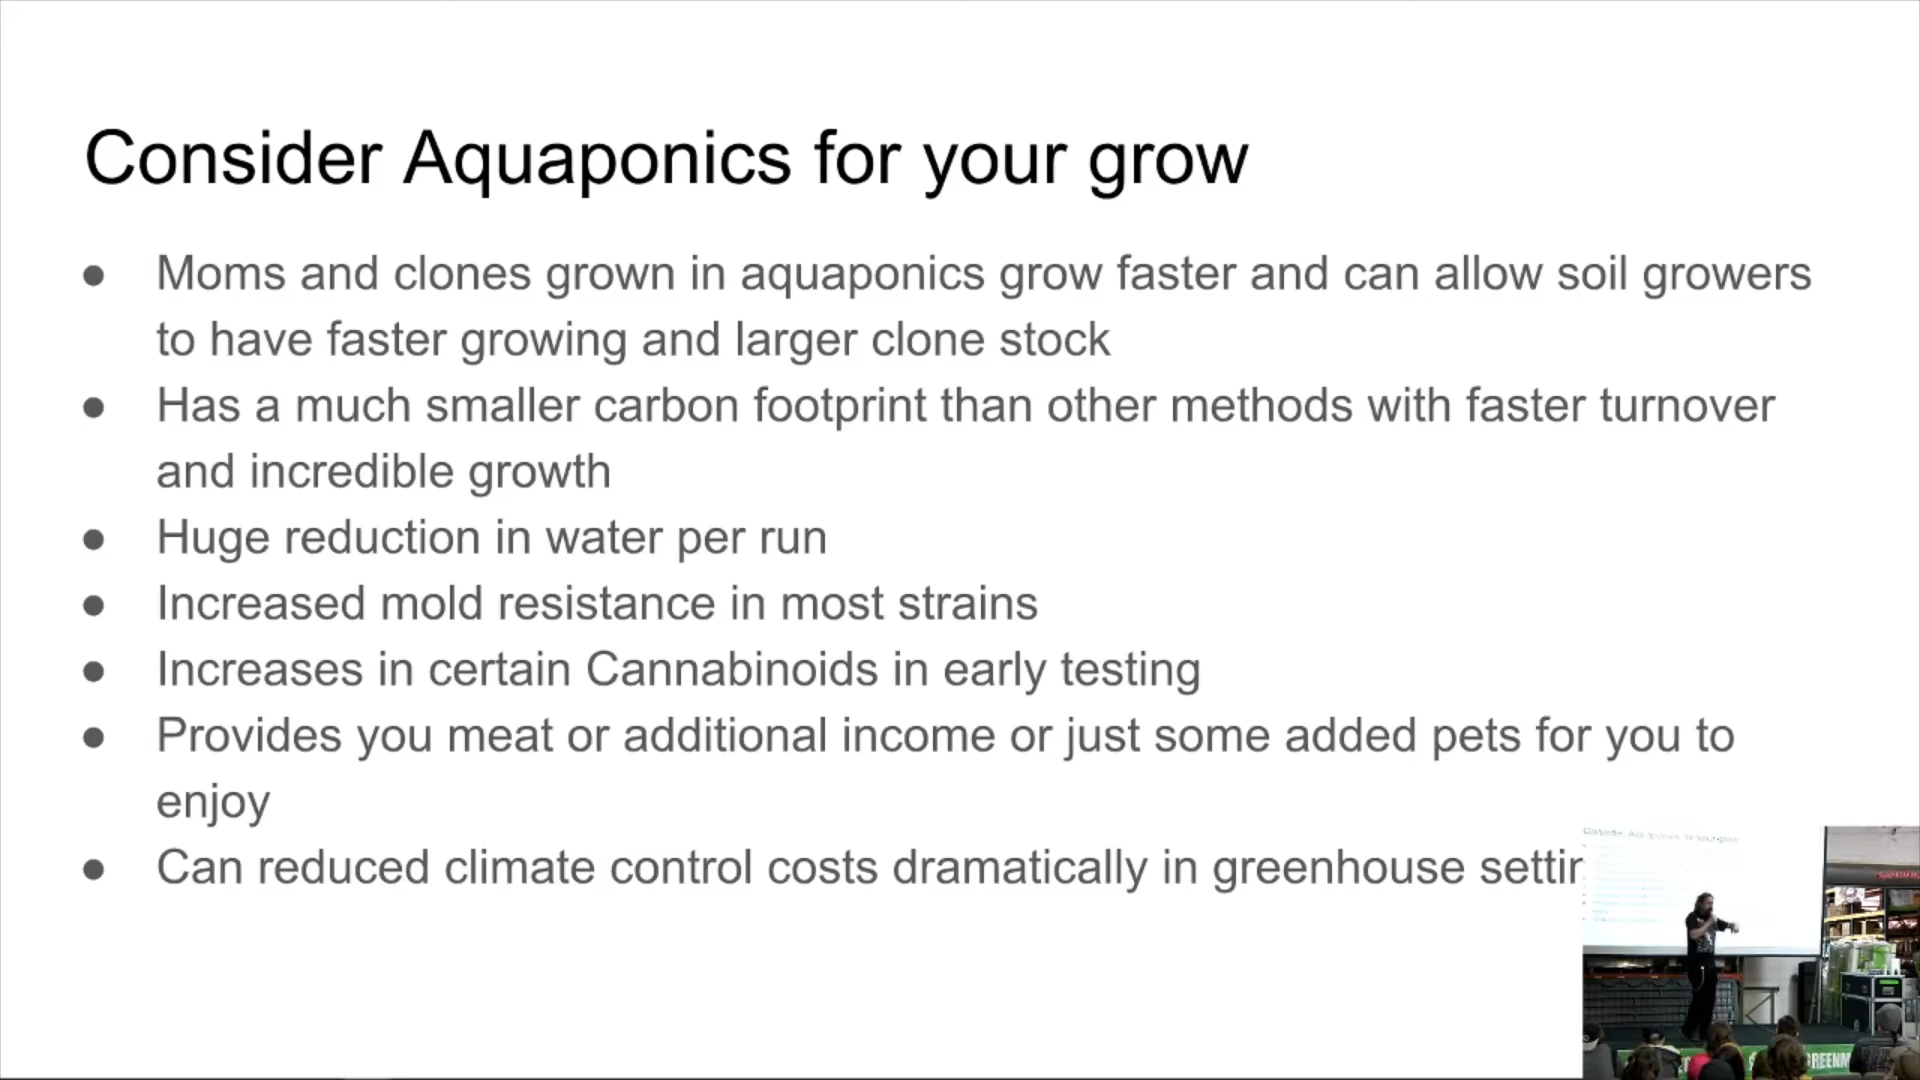 Consider Aquaponics for your grow
● Moms and clones grown in aquaponics grow faster and can allow soil growers
to have faster growing and larger clone stock
● Has a much smaller carbon footprint than other methods with faster turnover
and incredible growth
● Huge reduction in water per run
● Increased mold resistance in most strains
● Increases in certain Cannabinoids in early testing
● Provides you meat or additional income or just some added pets for you to
enjoy
● Can reduced climate control costs dramatically in greenhouse